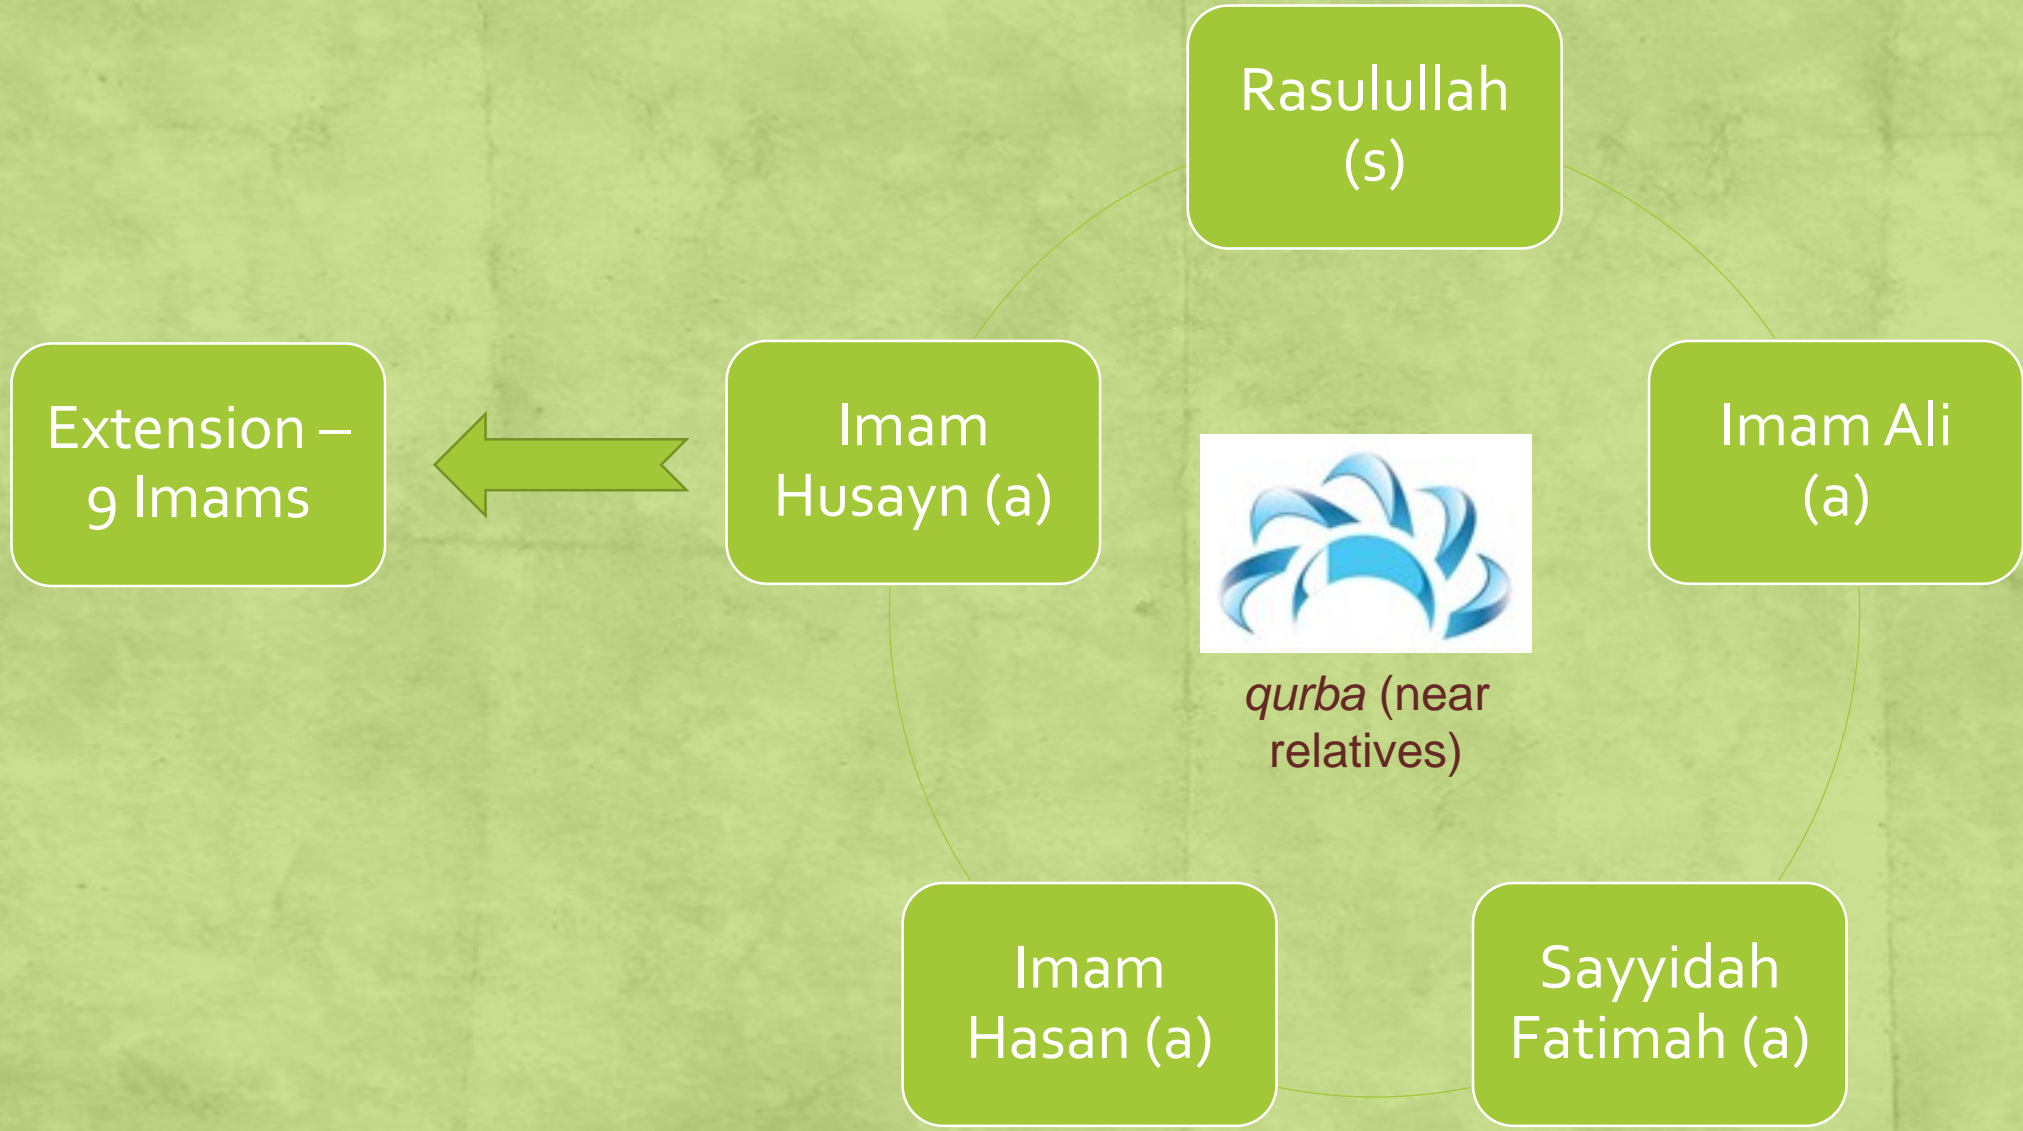 Rasulullah
(s)
Extension –
9 Imams
Imam
Husayn (a)
Imam Ali
(a)
qurba (near
relatives)
Imam
Hasan (a)
Sayyidah
Fatimah (a)